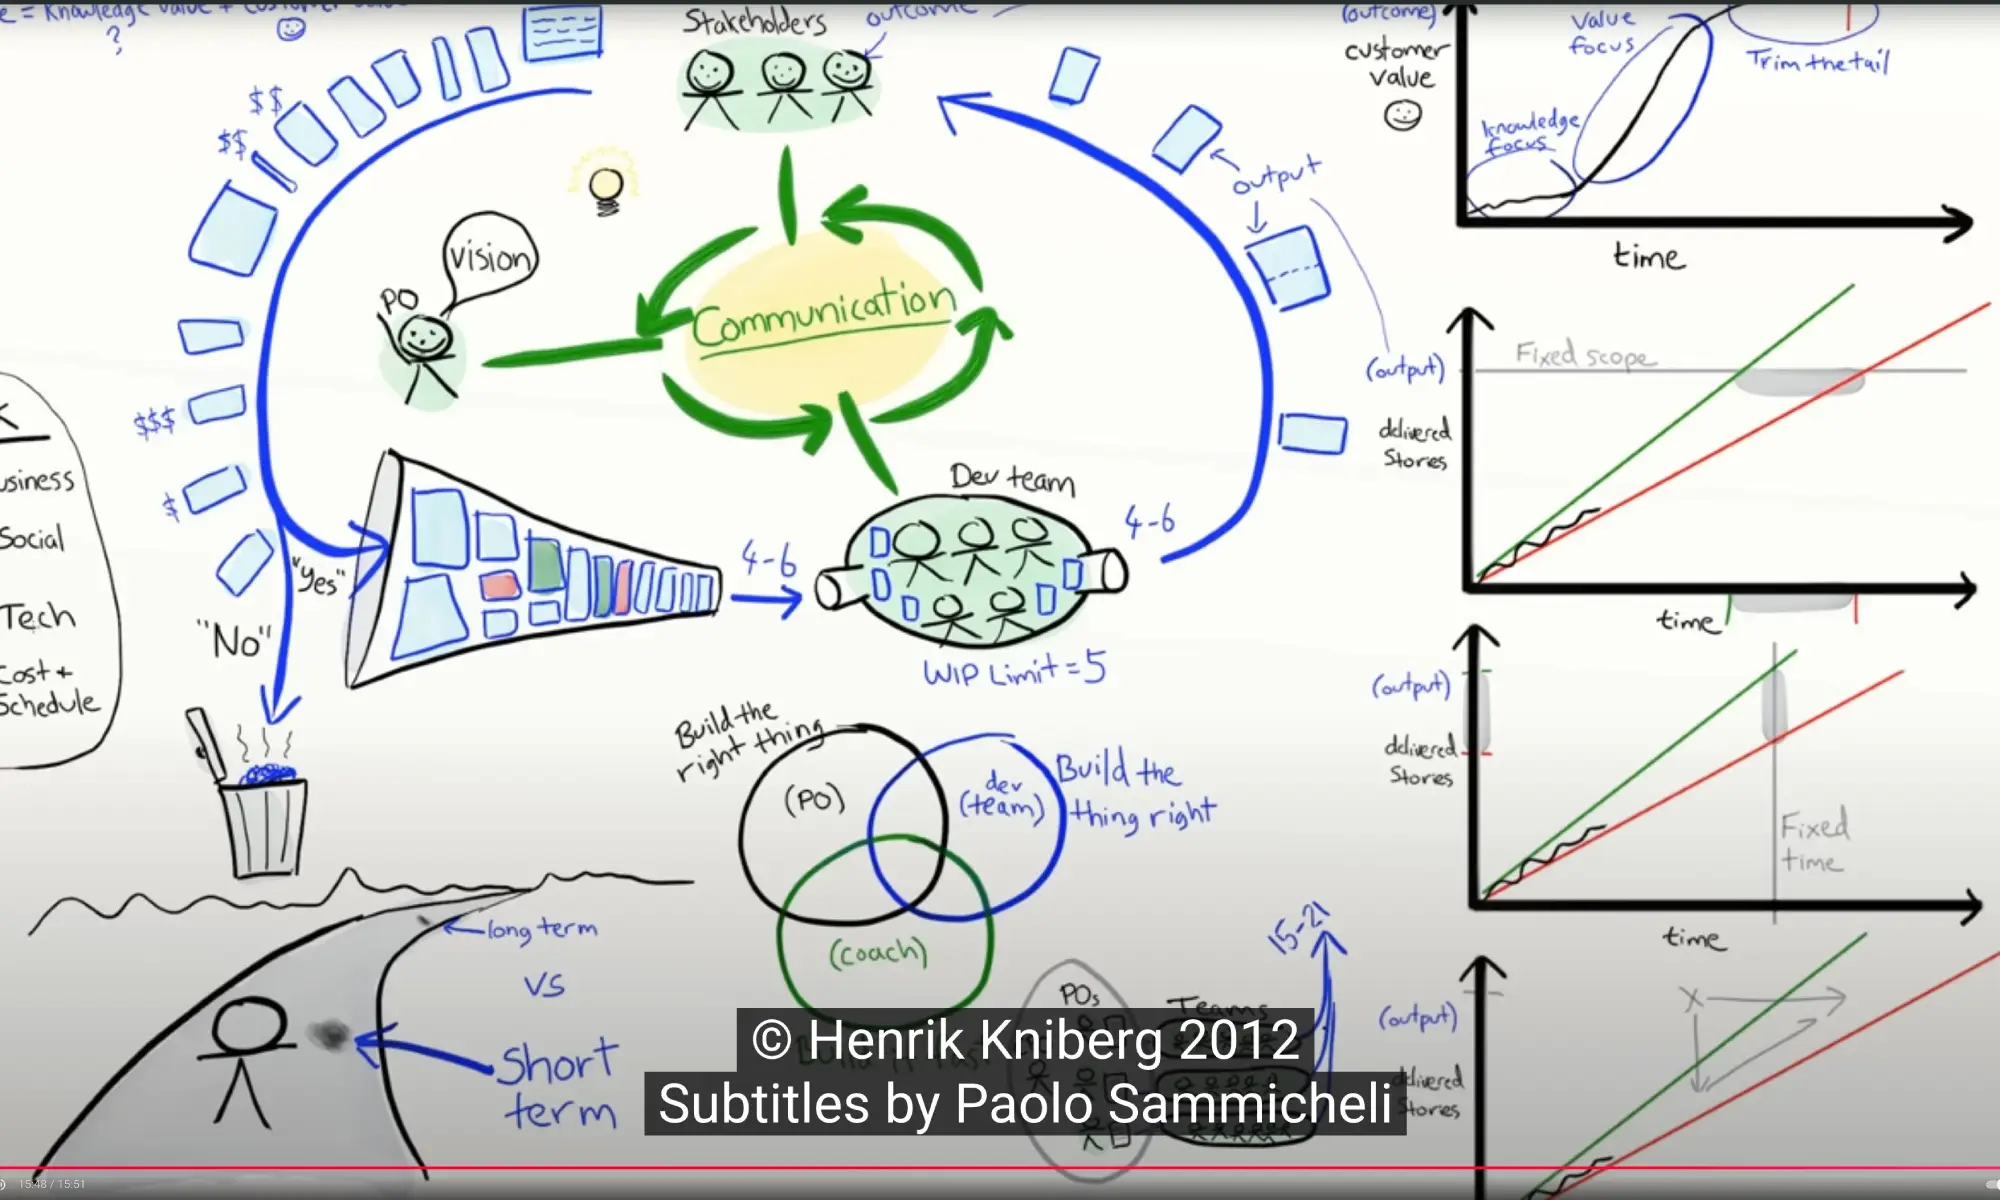 e = Knowledge value + Customer value
?
Stakeholders
outcome
$$
$$
PO
vision
Communication
$$$
$
"Yes"
"No"
usiness
Social
Tech
Cost +
Schedule
4-6
Dev team
4-6
WIP Limit = 5
output
(outcome)
customer
value
value
focus
Trim the tail
knowledge
focus
time
Fixed scope
(output)
delivered
Stories
time
(output)
delivered
Stories
Fixed
time
time
X
(output)
delivered
Stories
Build the
right thing
(PO)
dev
(team)
Build the
thing right
(coach)
long term
vs
Short
term
POs
Teams
© Henrik Kniberg 2012
Subtitles by Paolo Sammicheli
15:48 / 15:51